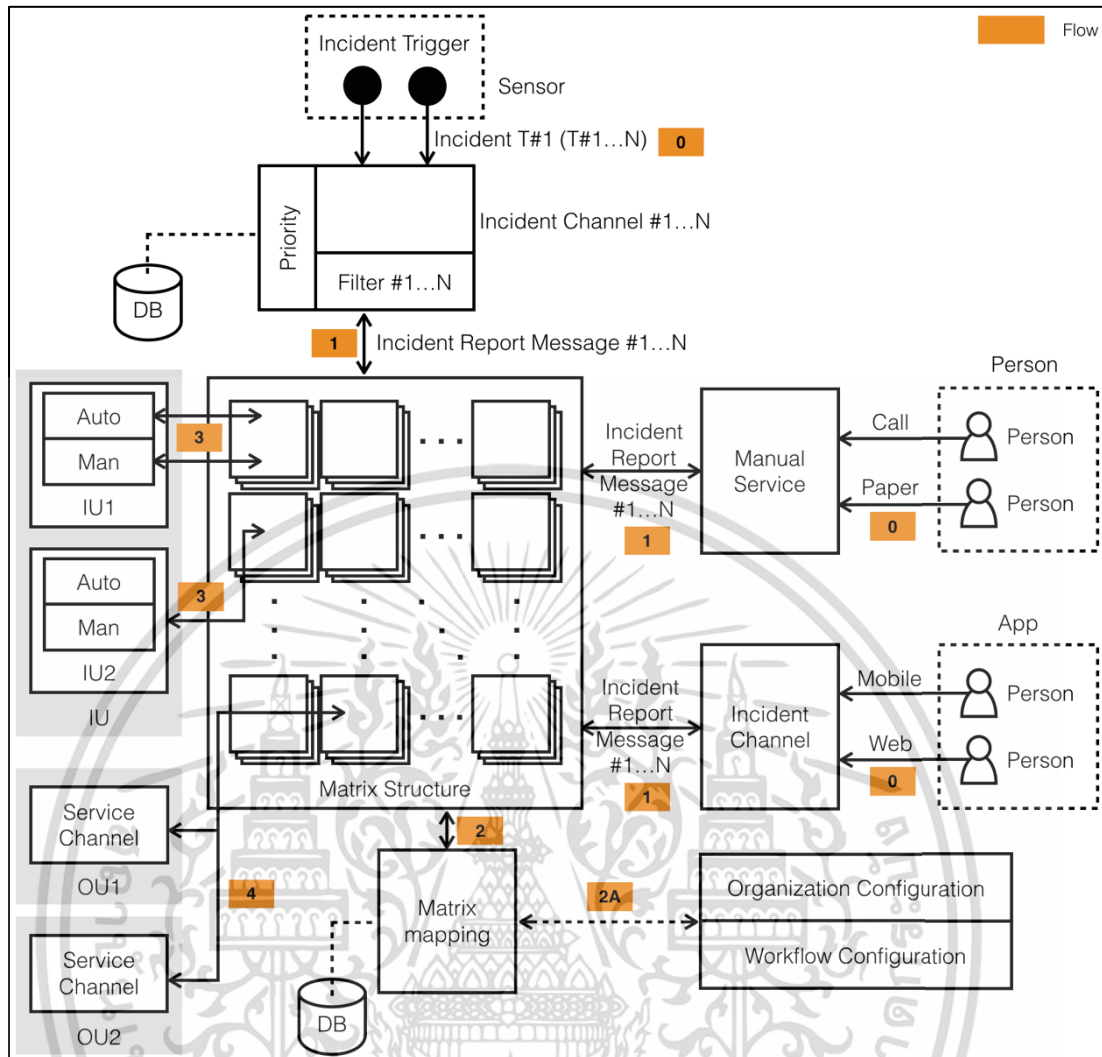 Incident Trigger
Flow
Sensor
Incident T#1 (T#1...N)
0
Priority
Incident Channel #1...N
Filter #1...N
DB
1
Incident Report Message #1...N
Auto
Man
IU1
3
Auto
Man
IU2
3
IU
. . .
. . .
. . .
Matrix Structure
Incident
Report
Message
#1...N
1
Manual
Service
Call
Paper
0
Person
Person
Person
Incident
Report
Message
#1...N
1
Incident
Channel
Mobile
Web
0
App
Person
Person
Service
Channel
OU1
4
Service
Channel
OU2
2
Matrix
mapping
DB
2A
Organization Configuration
Workflow Configuration